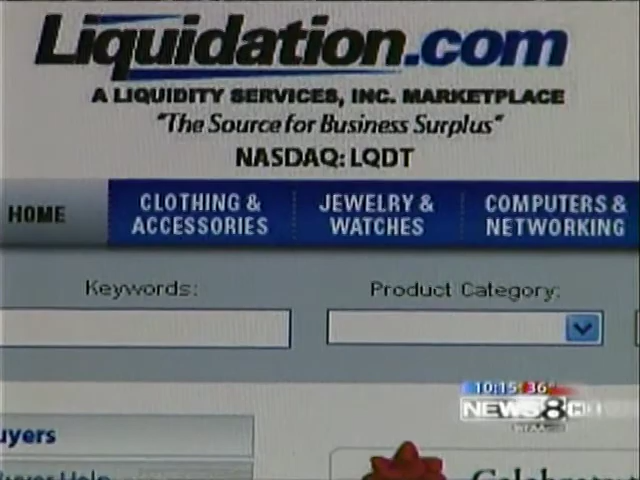 Liquidation.com
A LIQUIDITY SERVICES, INC. MARKETPLACE
"The Source for Business Surplus"
NASDAQ: LQDT
HOME
CLOTHING &
ACCESSORIES
JEWELRY &
WATCHES
COMPUTERS &
NETWORKING
Keywords:
Product Category:
10:15 36°
NEWS 8 HD
uyers